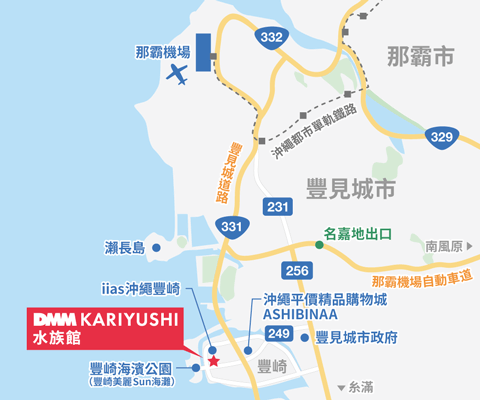 332
那霸機場
那霸市
沖繩都市單軌鐵路
329
豐見城道路
豐見城市
231
331
名嘉地出口
瀨長島
南風原
256
那霸機場自動車道
iias沖繩豐崎
沖繩平價精品購物城
ASHIBINAA
DMM KARIYUSHI
水族館
249
豐見城市政府
豐崎海濱公園
(豐崎美麗Sun海灘)
豐崎
糸滿